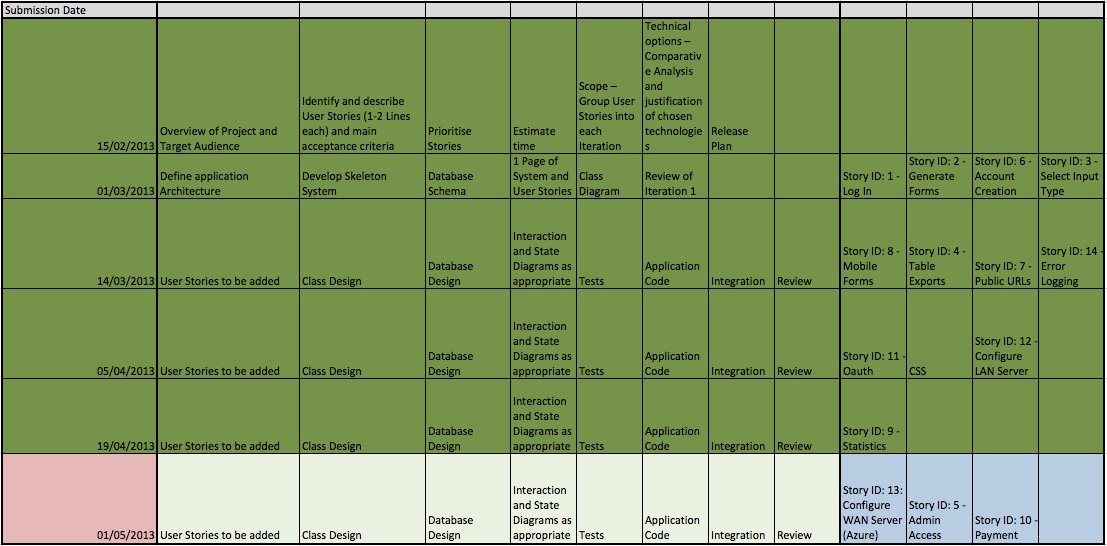 Submission Date
15/02/2013
Overview of Project and
Target Audience
Identify and describe
User Stories (1-2 Lines
each) and main
acceptance criteria
Prioritise
Stories
Estimate
time
Scope –
Group User
Stories into
each
Iteration
Technical
options –
Comparativ
e Analysis
and
justification
of chosen
technologie
s
Release
Plan
01/03/2013
Define application
Architecture
Develop Skeleton
System
Database
Schema
1 Page of
System and
User Stories
Class
Diagram
Review of
Iteration 1
Story ID: 1 -
Log In
Story ID: 2 -
Generate
Forms
Story ID: 6 -
Account
Creation
Story ID: 3 -
Select Input
Type
14/03/2013
User Stories to be added
Class Design
Database
Design
Interaction
and State
Diagrams as
appropriate
Tests
Application
Code
Integration
Review
Story ID: 8 -
Mobile
Forms
Story ID: 4 -
Table
Exports
Story ID: 7 -
Public URLs
Story ID: 14 -
Error
Logging
05/04/2013
User Stories to be added
Class Design
Database
Design
Interaction
and State
Diagrams as
appropriate
Tests
Application
Code
Integration
Review
Story ID: 11 -
Oauth
CSS
Story ID: 12 -
Configure
LAN Server
19/04/2013
User Stories to be added
Class Design
Database
Design
Interaction
and State
Diagrams as
appropriate
Tests
Application
Code
Integration
Review
Story ID: 9 -
Statistics
01/05/2013
User Stories to be added
Class Design
Database
Design
Interaction
and State
Diagrams as
appropriate
Tests
Application
Code
Integration
Review
Story ID: 13:
Configure
WAN Server
(Azure)
Story ID: 5 -
Admin
Access
Story ID: 10 -
Payment